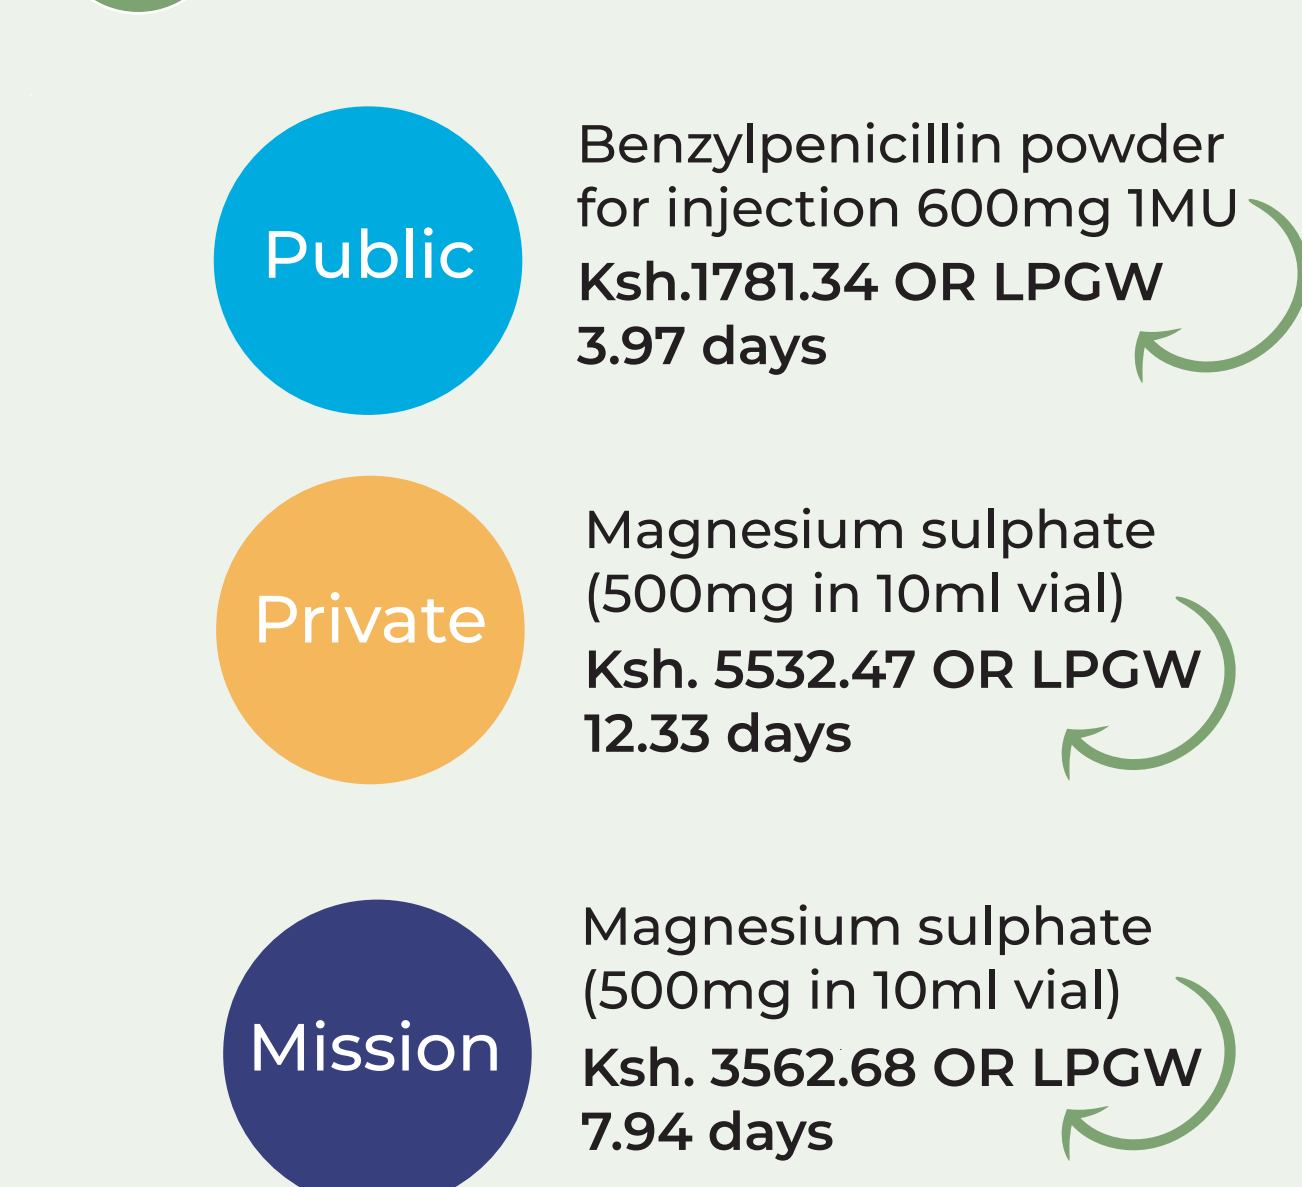 Public
Benzylpenicillin powder
for injection 600mg 1MU
Ksh.1781.34 OR LPGW
3.97 days
Private
Magnesium sulphate
(500mg in 10ml vial)
Ksh. 5532.47 OR LPGW
12.33 days
Mission
Magnesium sulphate
(500mg in 10ml vial)
Ksh. 3562.68 OR LPGW
7.94 days